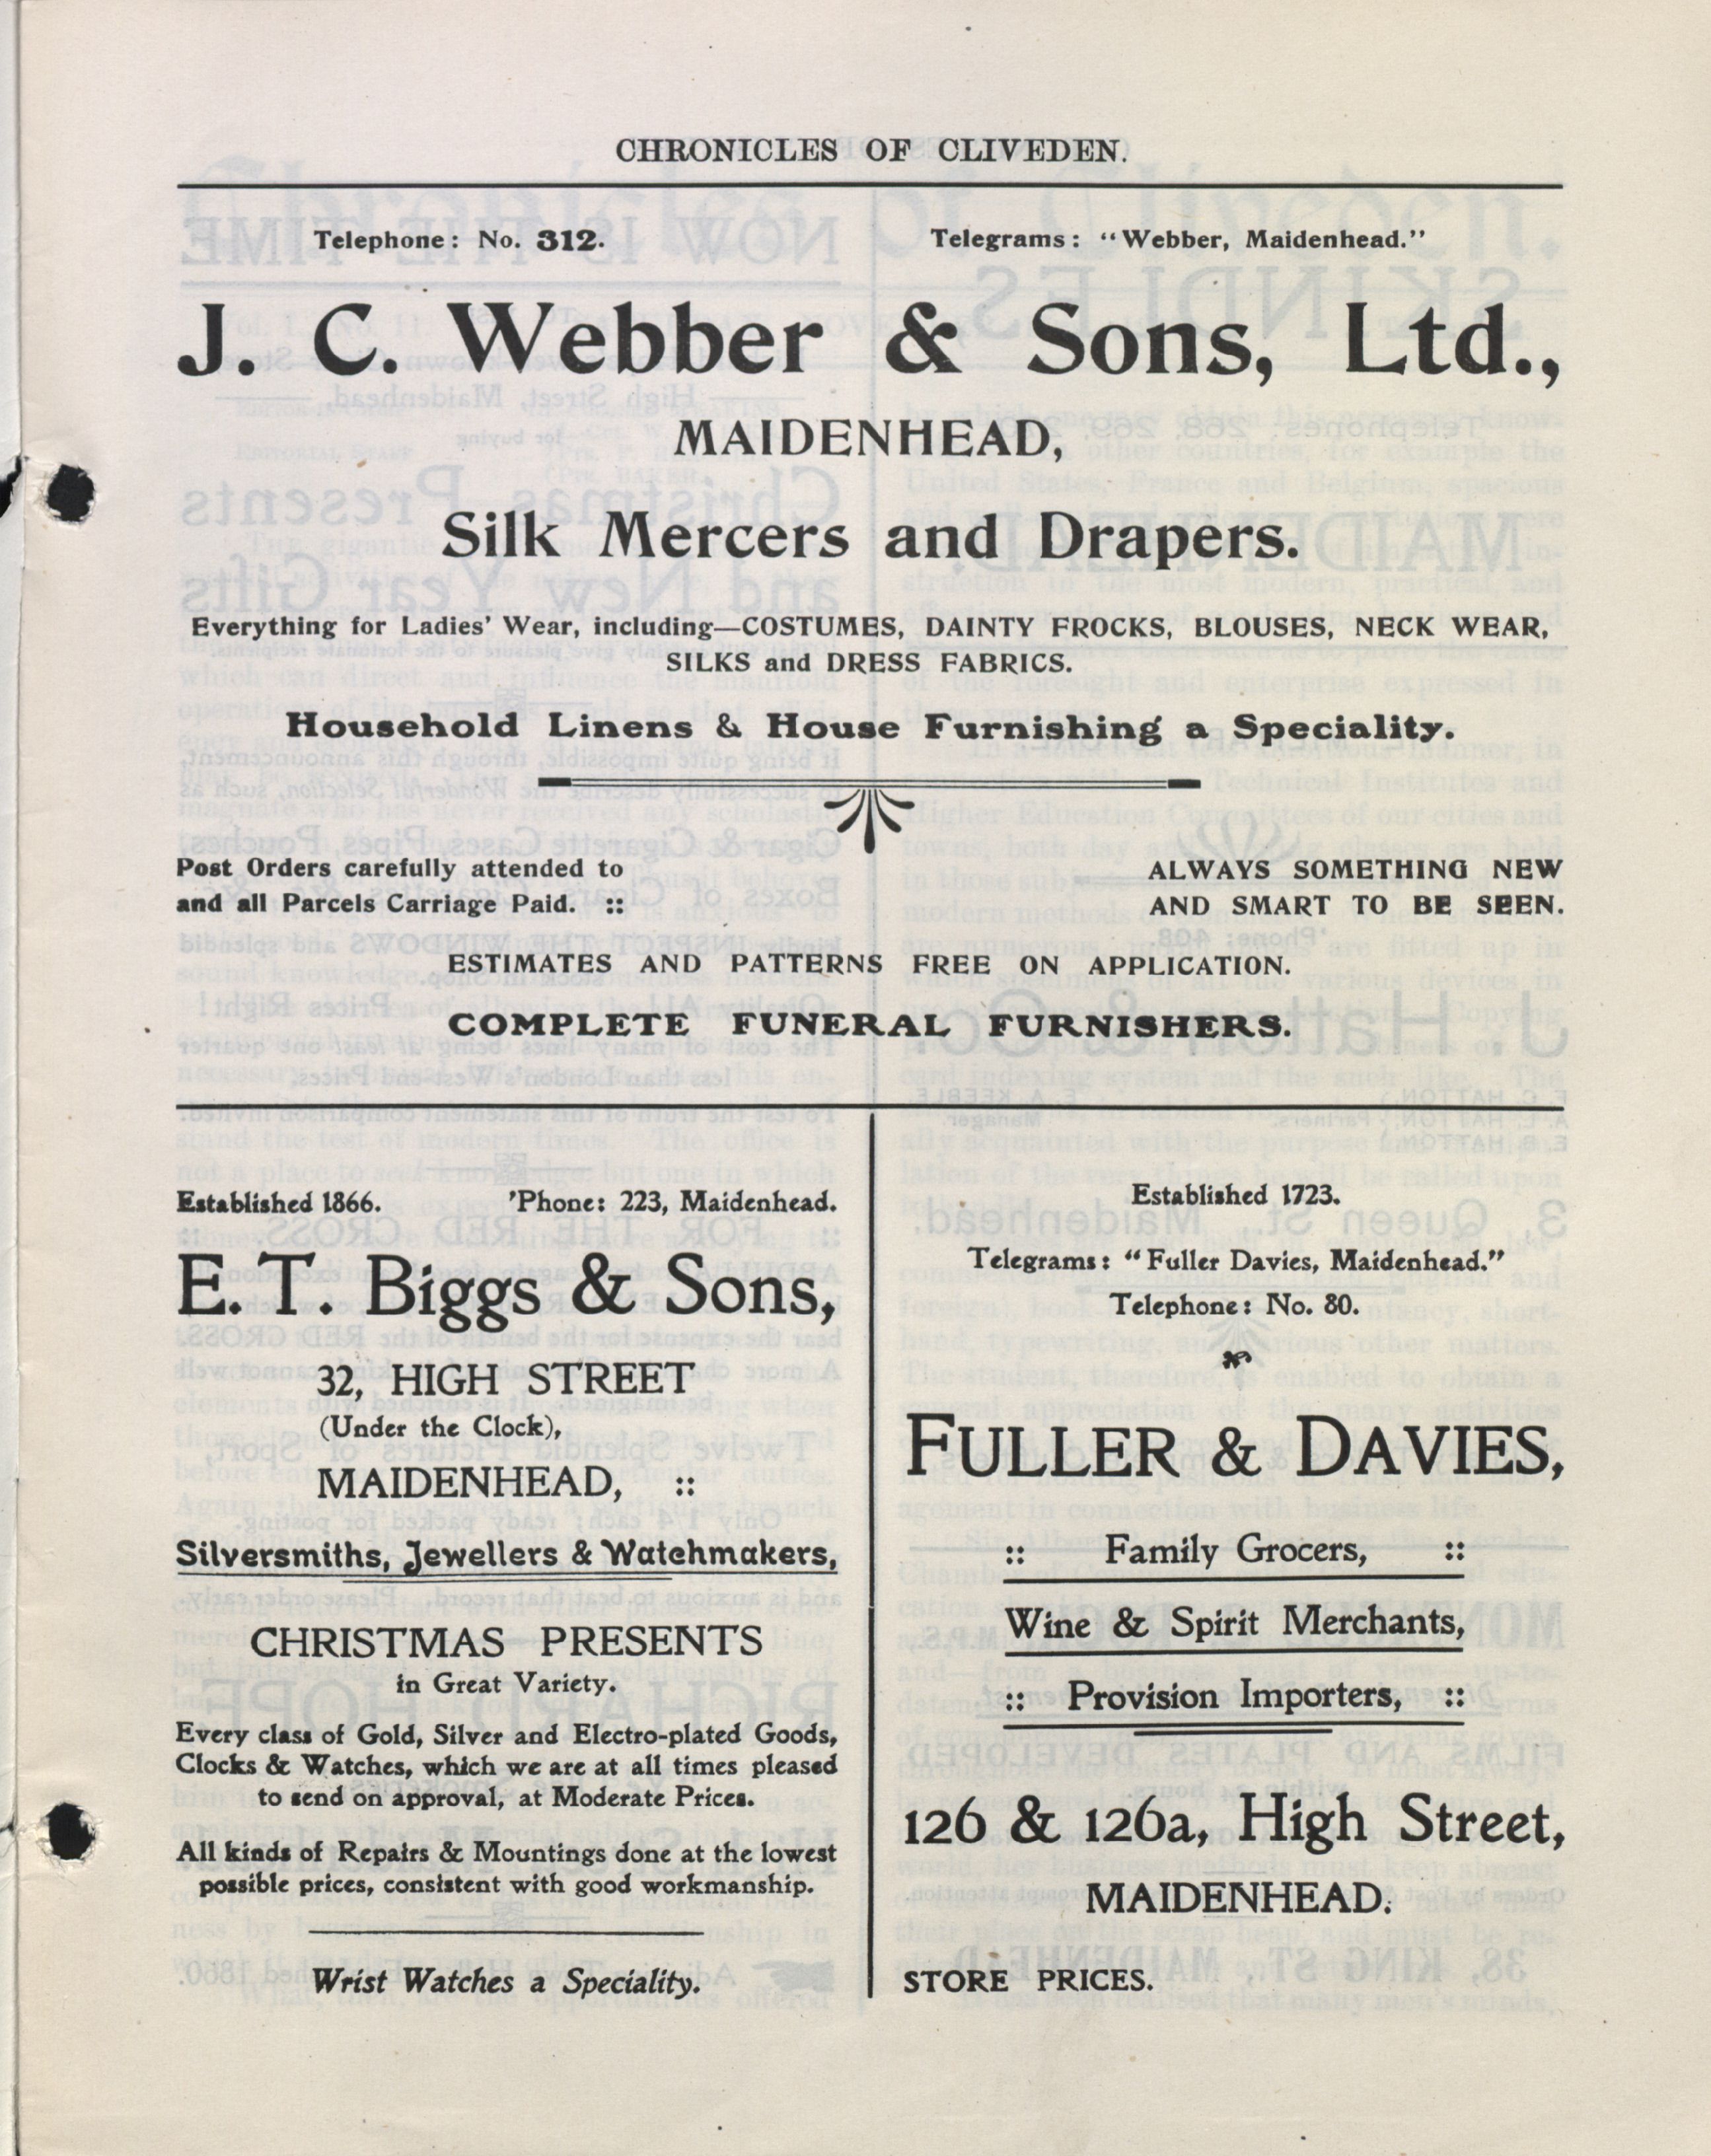 CHRONICLES OF CLIVEDEN.
Telephone: No. 312.
Telegrams: "Webber, Maidenhead."
J. C. Webber & Sons, Ltd.,
MAIDENHEAD,
Silk Mercers and Drapers.
Everything for Ladies' Wear, including—COSTUMES, DAINTY FROCKS, BLOUSES, NECK WEAR,
SILKS and DRESS FABRICS.
Household Linens & House Furnishing a Speciality.
Post Orders carefully attended to
and all Parcels Carriage Paid. ::
ALWAYS SOMETHING NEW
AND SMART TO BE SEEN.
ESTIMATES AND PATTERNS FREE ON APPLICATION.
COMPLETE FUNERAL FURNISHERS.
Established 1866. 'Phone: 223, Maidenhead.
E. T. Biggs & Sons,
32, HIGH STREET
(Under the Clock),
MAIDENHEAD, ::
Silversmiths, Jewellers & Watchmakers,
CHRISTMAS PRESENTS
in Great Variety.
Every class of Gold, Silver and Electro-plated Goods,
Clocks & Watches, which we are at all times pleased
to send on approval, at Moderate Prices.
All kinds of Repairs & Mountings done at the lowest
possible prices, consistent with good workmanship.
Wrist Watches a Speciality.
Established 1723.
Telegrams: "Fuller Davies, Maidenhead."
Telephone: No. 80.
FULLER & DAVIES,
:: Family Grocers, ::
Wine & Spirit Merchants,
:: Provision Importers, ::
126 & 126a, High Street,
MAIDENHEAD.
STORE PRICES.